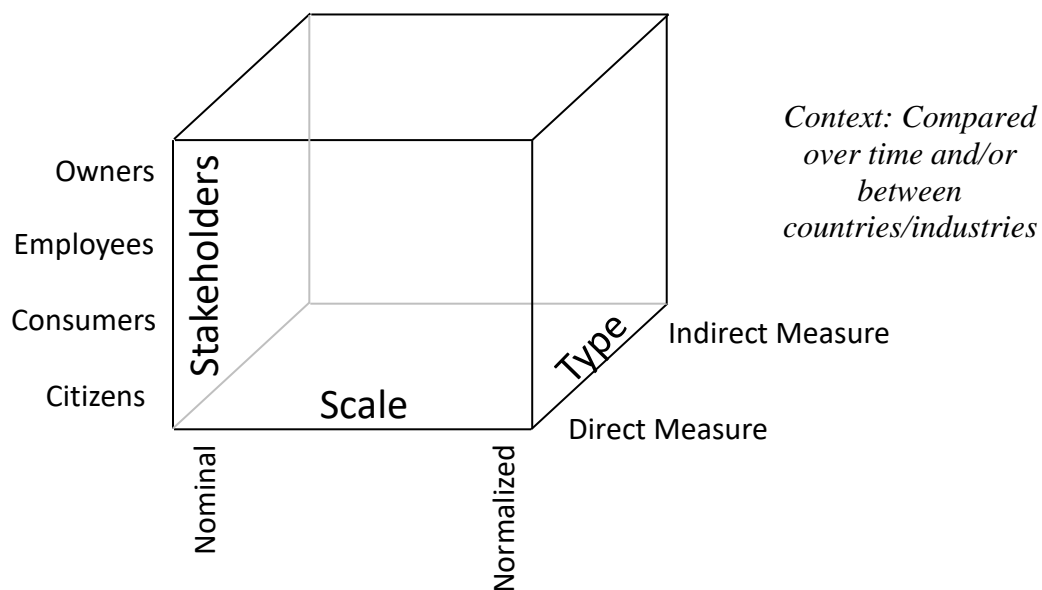 Context: Compared
over time and/or
between
countries/industries
Owners
Employees
Consumers
Citizens
Stakeholders
Scale
Type
Nominal
Normalized
Indirect Measure
Direct Measure